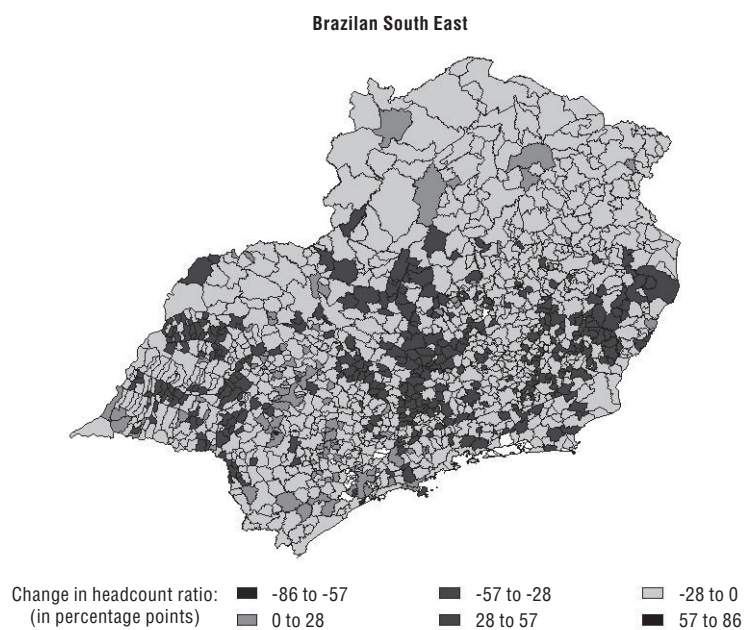 Brazilan South East
Change in headcount ratio: -86 to -57 -57 to -28 -28 to 0
(in percentage points) 0 to 28 28 to 57 57 to 86